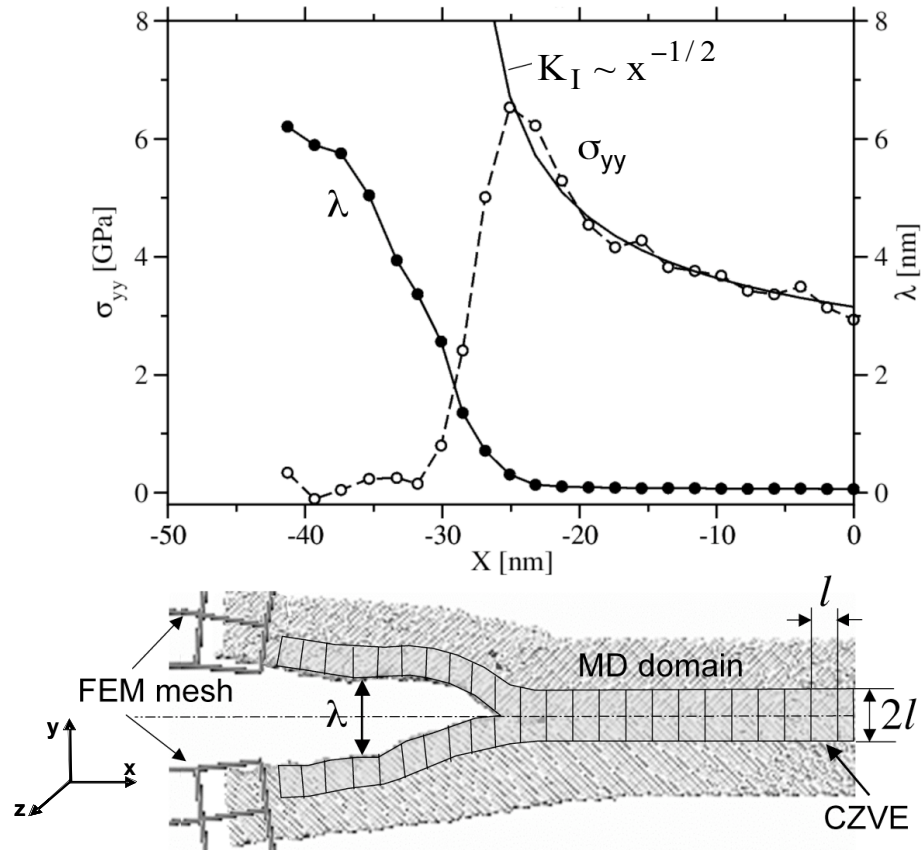 8 8
K_I ~ x^{-1/2}
6 6
σ_yy
λ
σ_yy [GPa] 4 4 λ [nm]
2 2
0 0
-50 -40 -30 -20 -10 0
X [nm]
l
MD domain
FEM mesh
λ 2l
y
x
z
CZVE